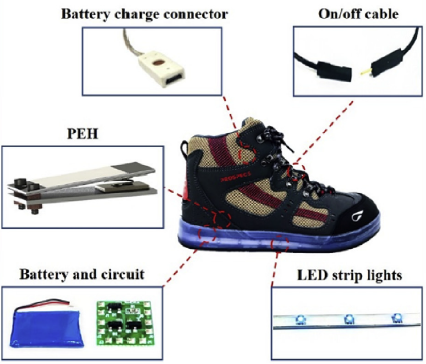 Battery charge connector
On/off cable
PEH
Battery and circuit
LED strip lights